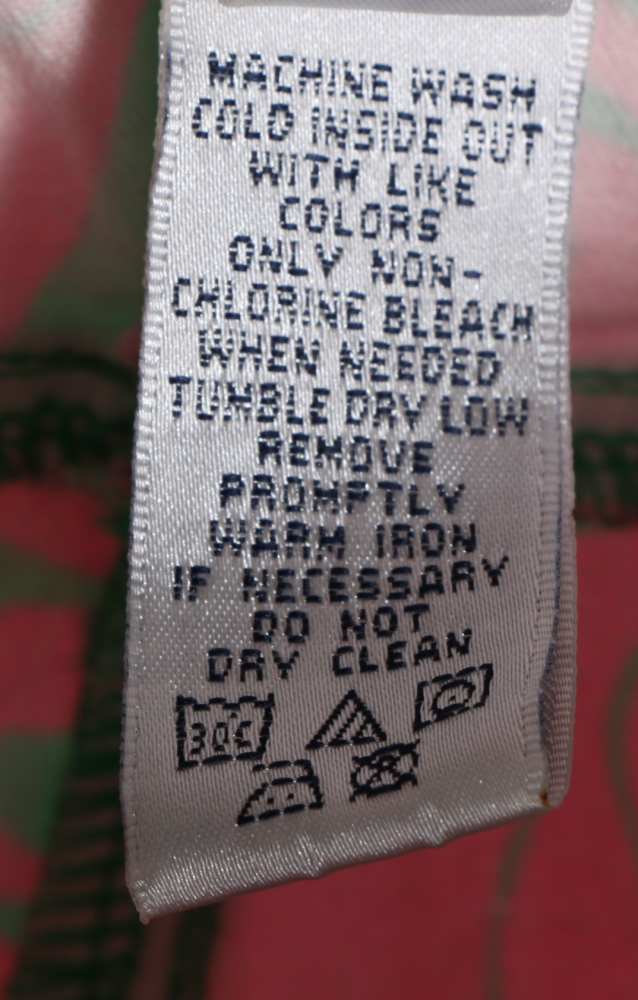 MACHINE WASH
COLD INSIDE OUT
WITH LIKE
COLORS
ONLY NON-
CHLORINE BLEACH
WHEN NEEDED
TUMBLE DRY LOW
REMOVE
PROMPTLY
WARM IRON
IF NECESSARY
DO NOT
DRY CLEAN
30°C